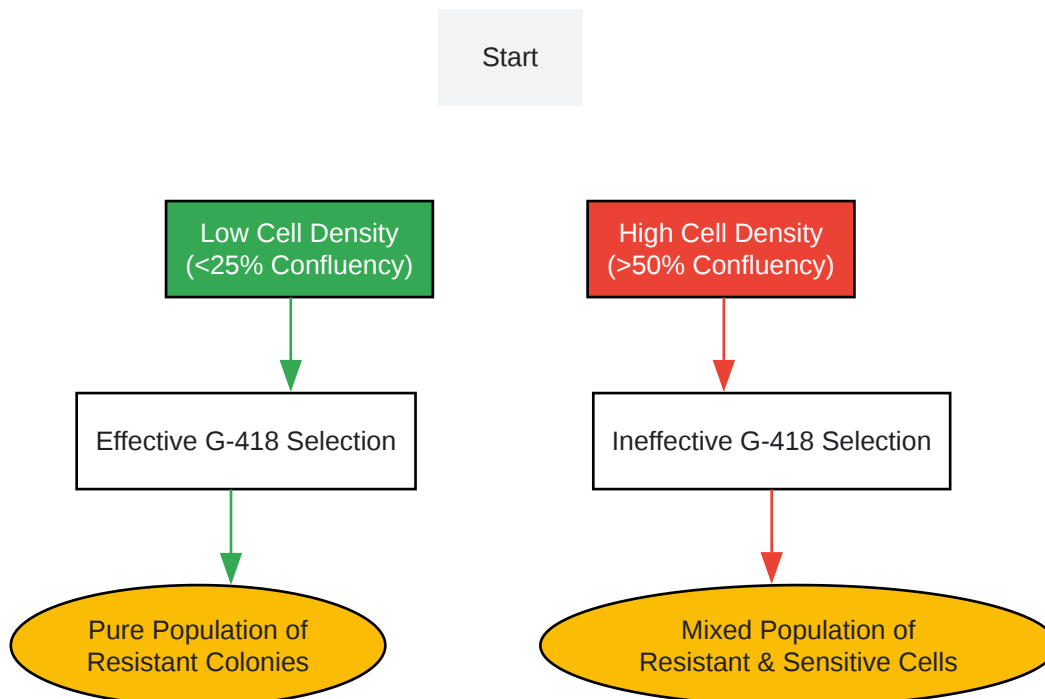 Start
Low Cell Density
(<25% Confluency)
High Cell Density
(>50% Confluency)
Effective G-418 Selection
Ineffective G-418 Selection
Pure Population of
Resistant Colonies
Mixed Population of
Resistant & Sensitive Cells